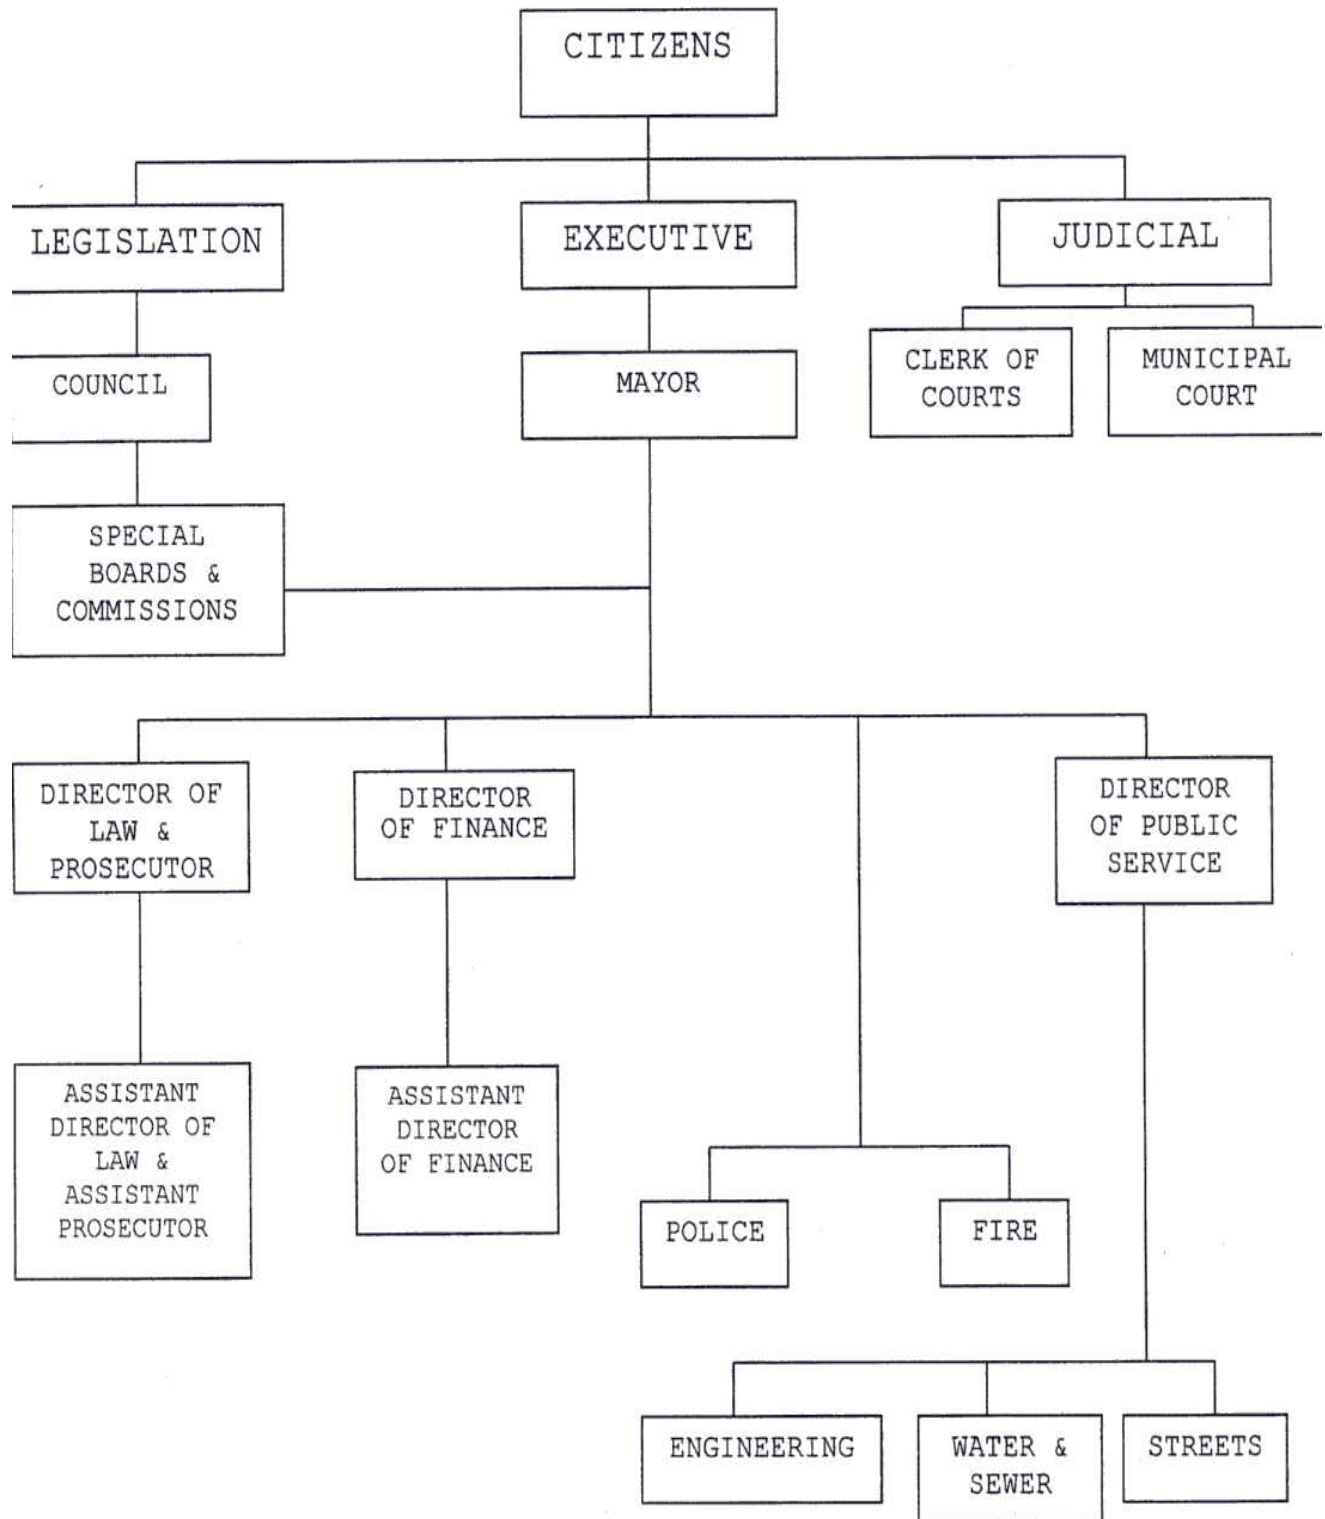 CITIZENS
LEGISLATION
EXECUTIVE
JUDICIAL
COUNCIL
MAYOR
CLERK OF
COURTS
MUNICIPAL
COURT
SPECIAL
BOARDS &
COMMISSIONS
DIRECTOR OF
LAW &
PROSECUTOR
DIRECTOR
OF FINANCE
DIRECTOR
OF PUBLIC
SERVICE
ASSISTANT
DIRECTOR OF
LAW &
ASSISTANT
PROSECUTOR
ASSISTANT
DIRECTOR
OF FINANCE
POLICE
FIRE
ENGINEERING
WATER &
SEWER
STREETS